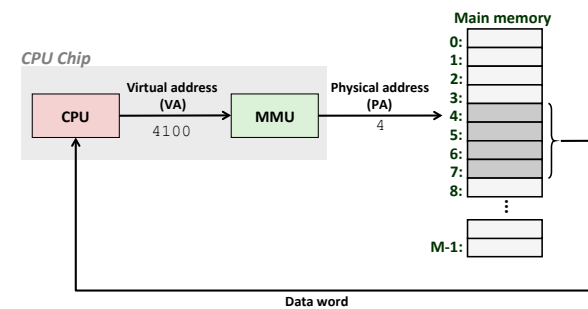 Main memory
0:
1:
CPU Chip
2:
Virtual address
(VA)
Physical address
(PA)
3:
CPU
4100
MMU
4
4:
5:
6:
7:
8:
...
M-1:
Data word